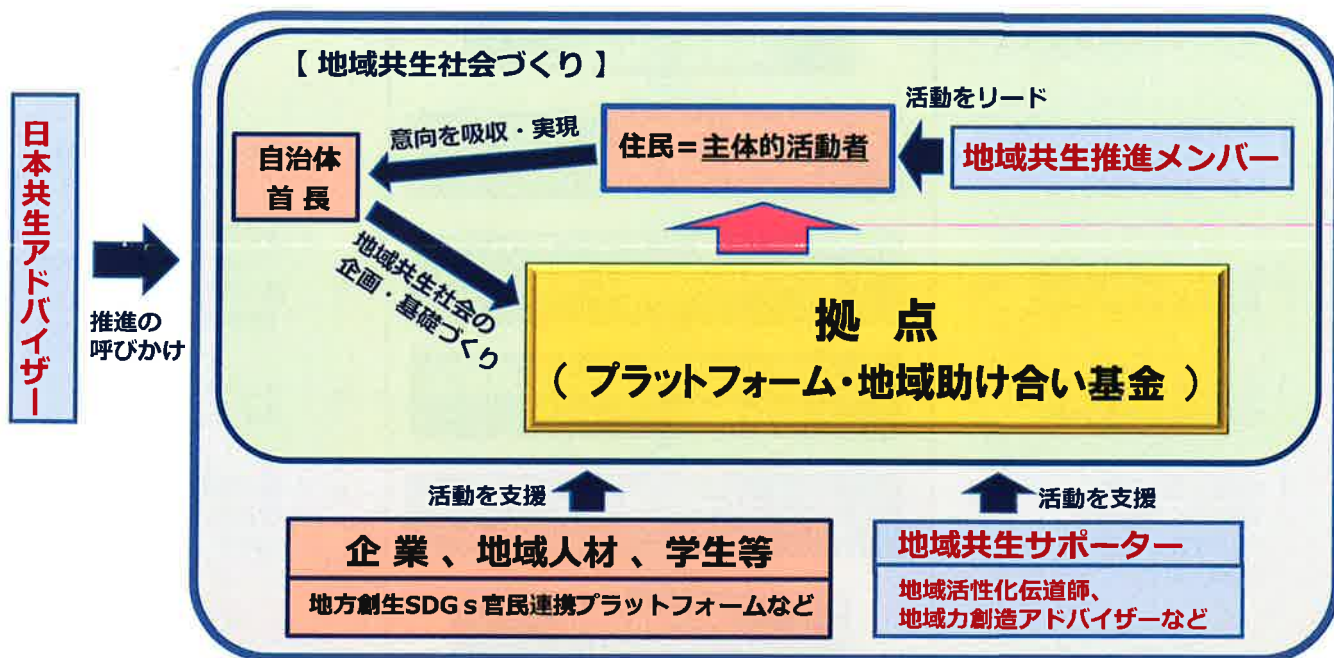 【 地域共生社会づくり 】
日本共生アドバイザー
推進の
呼びかけ
自治体
首 長
意向を吸収・実現
住民＝主体的活動者
活動をリード
地域共生推進メンバー
地域共生社会の
企画・基礎づくり
拠 点
（ プラットフォーム・地域助け合い基金 ）
活動を支援
企 業 、地域人材 、学生等
地方創生SDGｓ官民連携プラットフォームなど
活動を支援
地域共生サポーター
地域活性化伝道師、
地域力創造アドバイザーなど